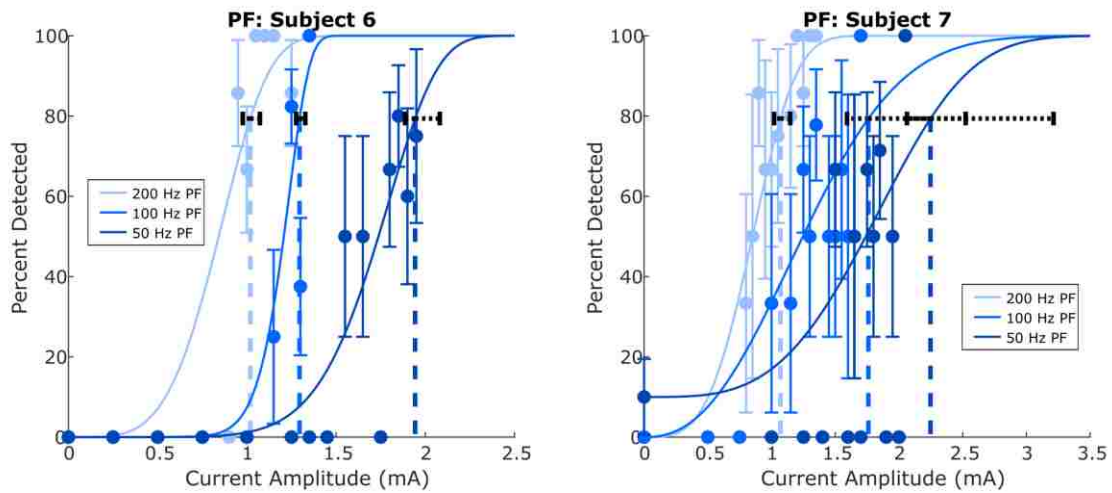 PF: Subject 6
100
80
60
40
20
0
Percent Detected
200 Hz PF
100 Hz PF
50 Hz PF
0
0.5
1
1.5
2
2.5
Current Amplitude (mA)
PF: Subject 7
100
80
60
40
20
0
Percent Detected
200 Hz PF
100 Hz PF
50 Hz PF
0
0.5
1
1.5
2
2.5
3
3.5
Current Amplitude (mA)